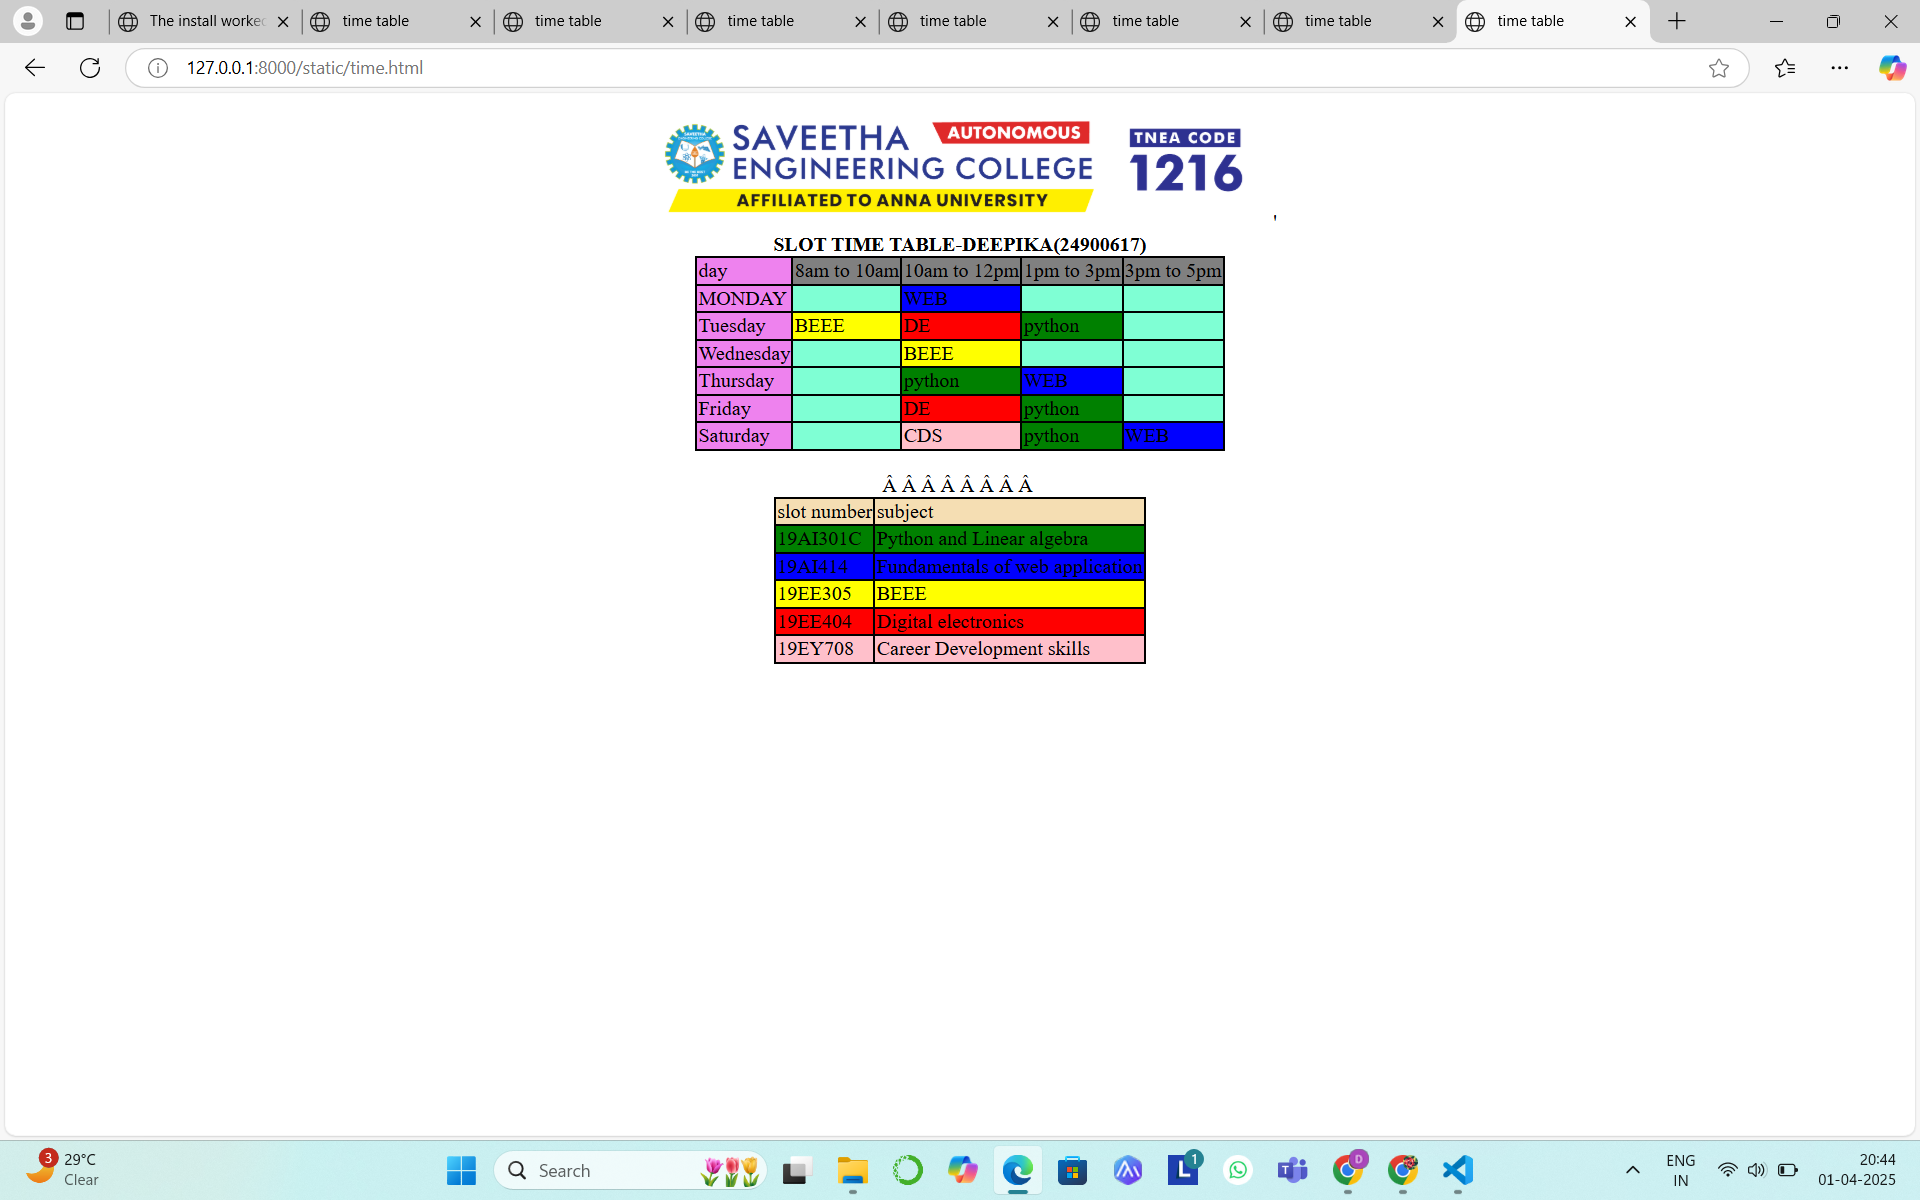 The install worke
time table
time table
time table
time table
time table
time table
time table
127.0.0.1:8000/static/time.html
SAVEETHA AUTONOMOUS
ENGINEERING COLLEGE
AFFILIATED TO ANNA UNIVERSITY
TNEA CODE
1216
'
SLOT TIME TABLE-DEEPIKA(24900617)
day 8am to 10am 10am to 12pm 1pm to 3pm 3pm to 5pm
MONDAY WEB
Tuesday BEEE DE python
Wednesday BEEE
Thursday python WEB
Friday DE python
Saturday CDS python WEB
Â Â Â Â Â Â Â Â
slot number subject
19AI301C Python and Linear algebra
19AI414 Fundamentals of web application
19EE305 BEEE
19EE404 Digital electronics
19EY708 Career Development skills
3
29°C
Clear
Search
L 1
T
D
ENG
IN
20:44
01-04-2025